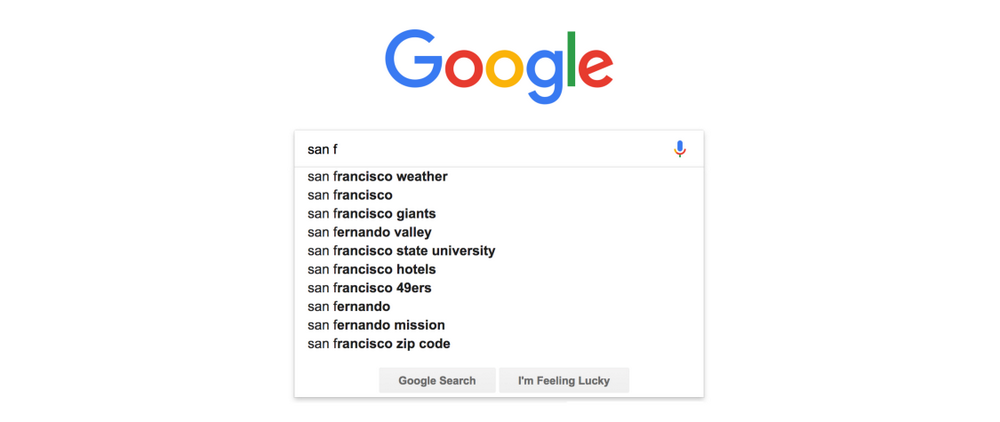 Google
san f
san francisco weather
san francisco
san francisco giants
san fernando valley
san francisco state university
san francisco hotels
san francisco 49ers
san fernando
san fernando mission
san francisco zip code
Google Search I'm Feeling Lucky